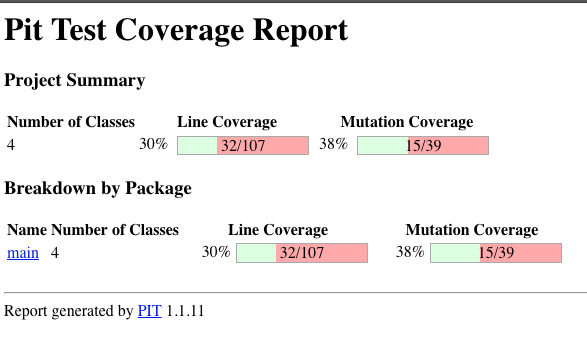 Pit Test Coverage Report
Project Summary
Number of Classes Line Coverage Mutation Coverage
4 30% 32/107 38% 15/39
Breakdown by Package
Name Number of Classes Line Coverage Mutation Coverage
main 4 30% 32/107 38% 15/39
Report generated by PIT 1.1.11